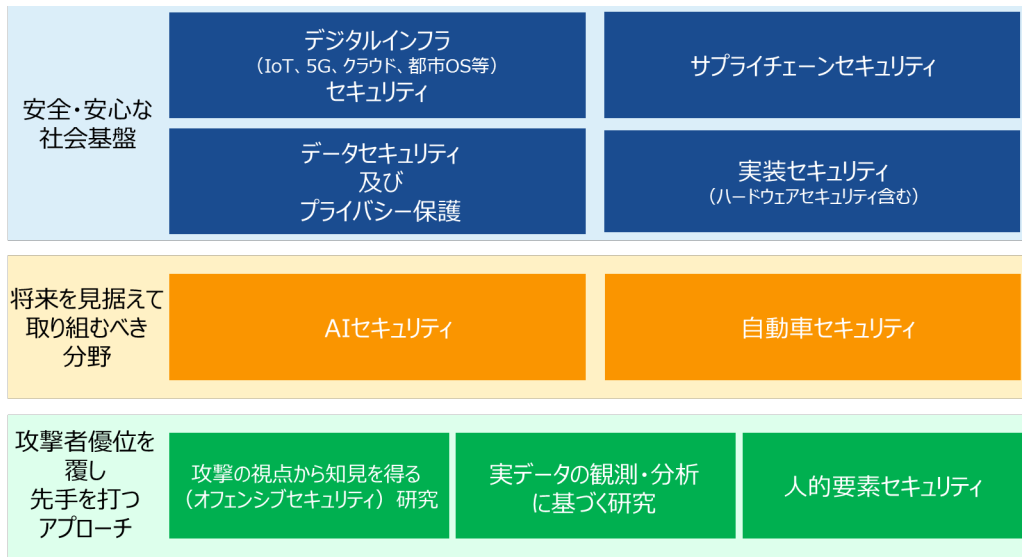 安全・安心な
社会基盤
デジタルインフラ
（IoT、5G、クラウド、都市OS等）
セキュリティ
サプライチェーンセキュリティ
データセキュリティ
及び
プライバシー保護
実装セキュリティ
（ハードウェアセキュリティ含む）
将来を見据えて
取り組むべき
分野
AIセキュリティ
自動車セキュリティ
攻撃者優位を
覆し
先手を打つ
アプローチ
攻撃の視点から知見を得る
（オフェンシブセキュリティ）研究
実データの観測・分析
に基づく研究
人的要素セキュリティ